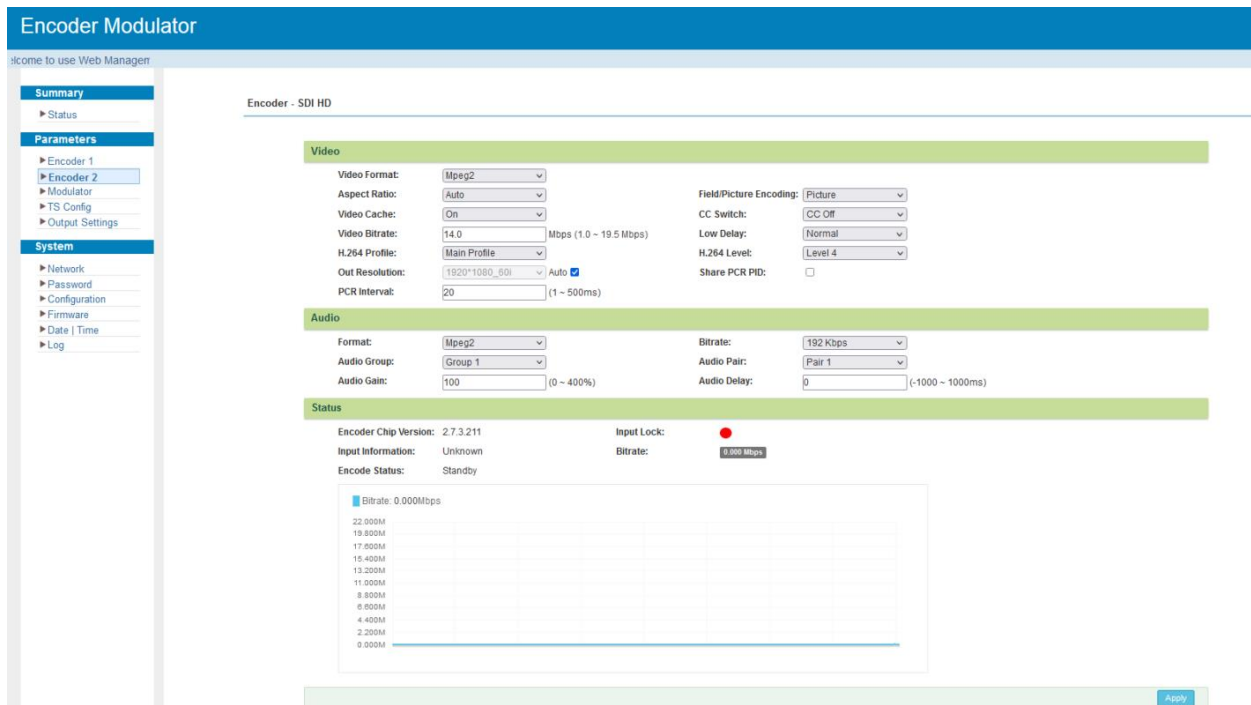 Encoder Modulator
elcome to use Web Managem
Summary
Status
Parameters
Encoder 1
Encoder 2
Modulator
TS Config
Output Settings
System
Network
Password
Configuration
Firmware
Date | Time
Log
Encoder - SDI HD
Video
Video Format: Mpeg2
Aspect Ratio: Auto Field/Picture Encoding: Picture
Video Cache: On CC Switch: CC Off
Video Bitrate: 14.0 Mbps (1.0 ~ 19.5 Mbps) Low Delay: Normal
H.264 Profile: Main Profile H.264 Level: Level 4
Out Resolution: 1920*1080_60i Auto Share PCR PID:
PCR Interval: 20 (1 ~ 500ms)
Audio
Format: Mpeg2 Bitrate: 192 Kbps
Audio Group: Group 1 Audio Pair: Pair 1
Audio Gain: 100 (0 ~ 400%) Audio Delay: 0 (-1000 ~ 1000ms)
Status
Encoder Chip Version: 2.7.3.211 Input Lock:
Input Information: Unknown Bitrate: 0.000 Mbps
Encode Status: Standby
Bitrate: 0.000Mbps
22.000M
19.800M
17.600M
15.400M
13.200M
11.000M
8.800M
6.600M
4.400M
2.200M
0.000M
Apply